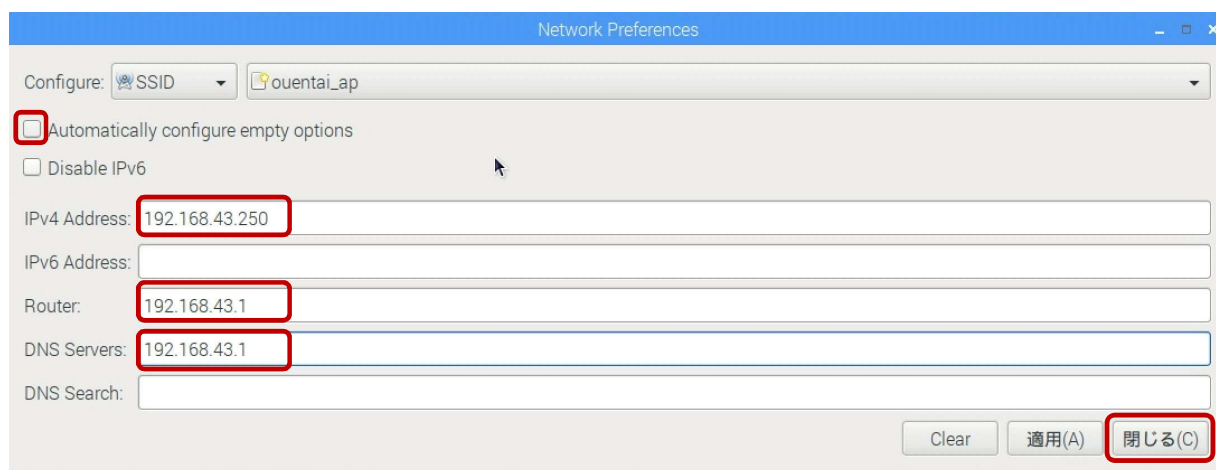 Network Preferences
Configure: SSID ouentai_ap
Automatically configure empty options
Disable IPv6
IPv4 Address: 192.168.43.250
IPv6 Address:
Router: 192.168.43.1
DNS Servers: 192.168.43.1
DNS Search:
Clear 適用(A) 閉じる(C)